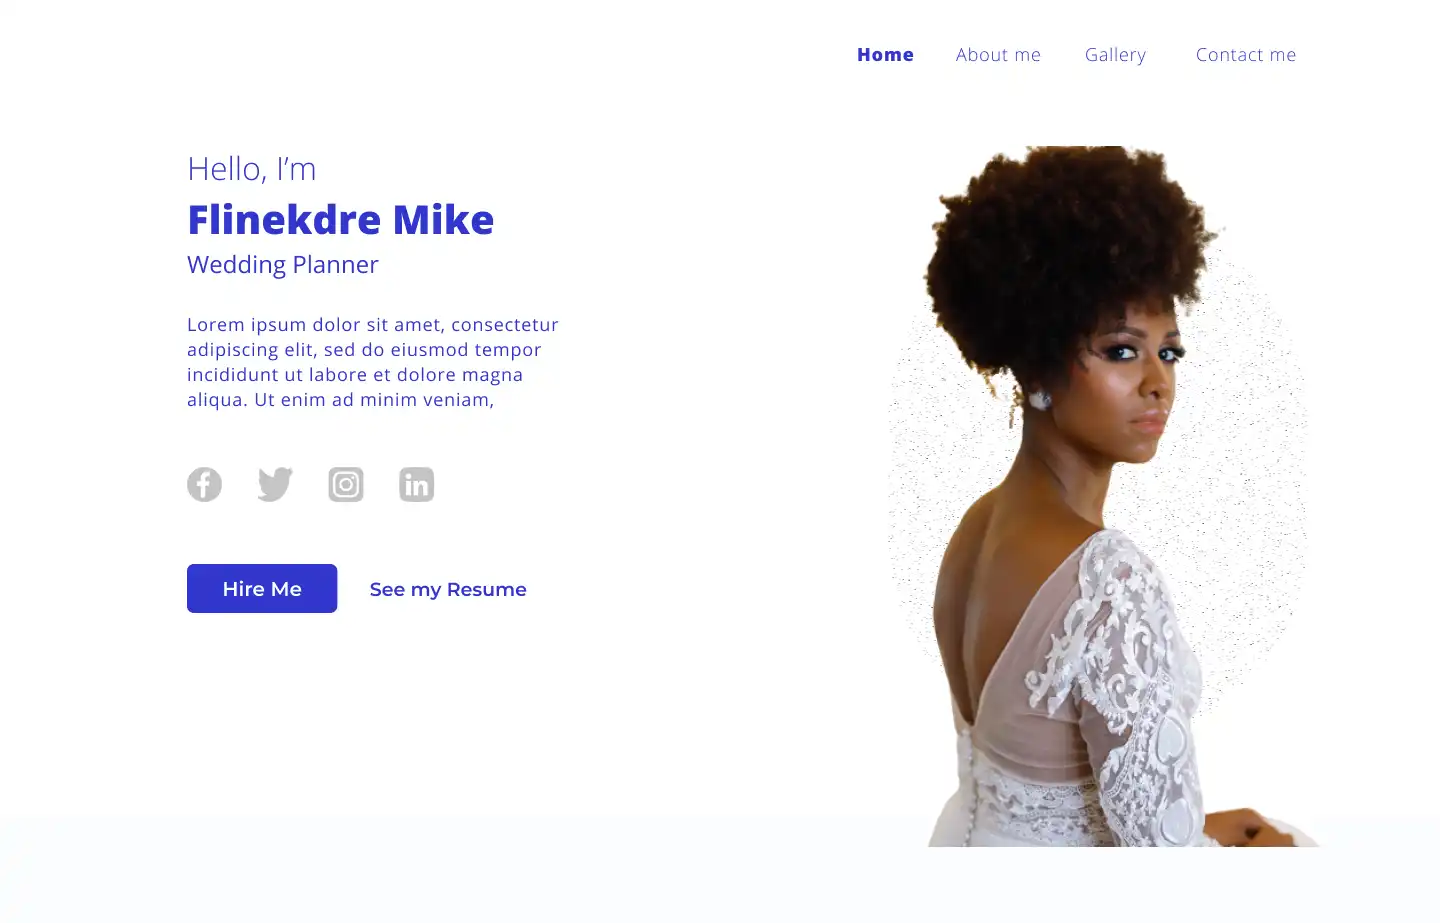 Home About me Gallery Contact me
Hello, I’m
Flinekdre Mike
Wedding Planner
Lorem ipsum dolor sit amet, consectetur
adipiscing elit, sed do eiusmod tempor
incididunt ut labore et dolore magna
aliqua. Ut enim ad minim veniam,
in
Hire Me See my Resume